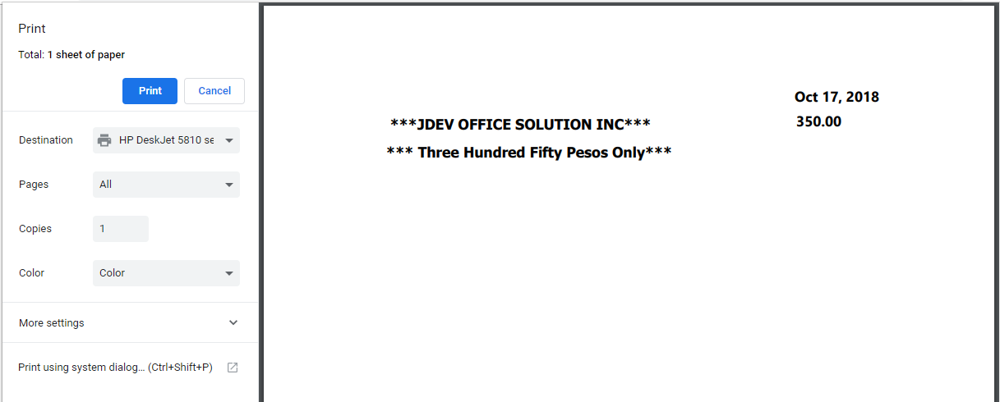 Print
Total: 1 sheet of paper
Print Cancel
Destination HP DeskJet 5810 se
Pages All
Copies 1
Color Color
More settings
Print using system dialog... (Ctrl+Shift+P)
Oct 17, 2018
***JDEV OFFICE SOLUTION INC*** 350.00
*** Three Hundred Fifty Pesos Only***